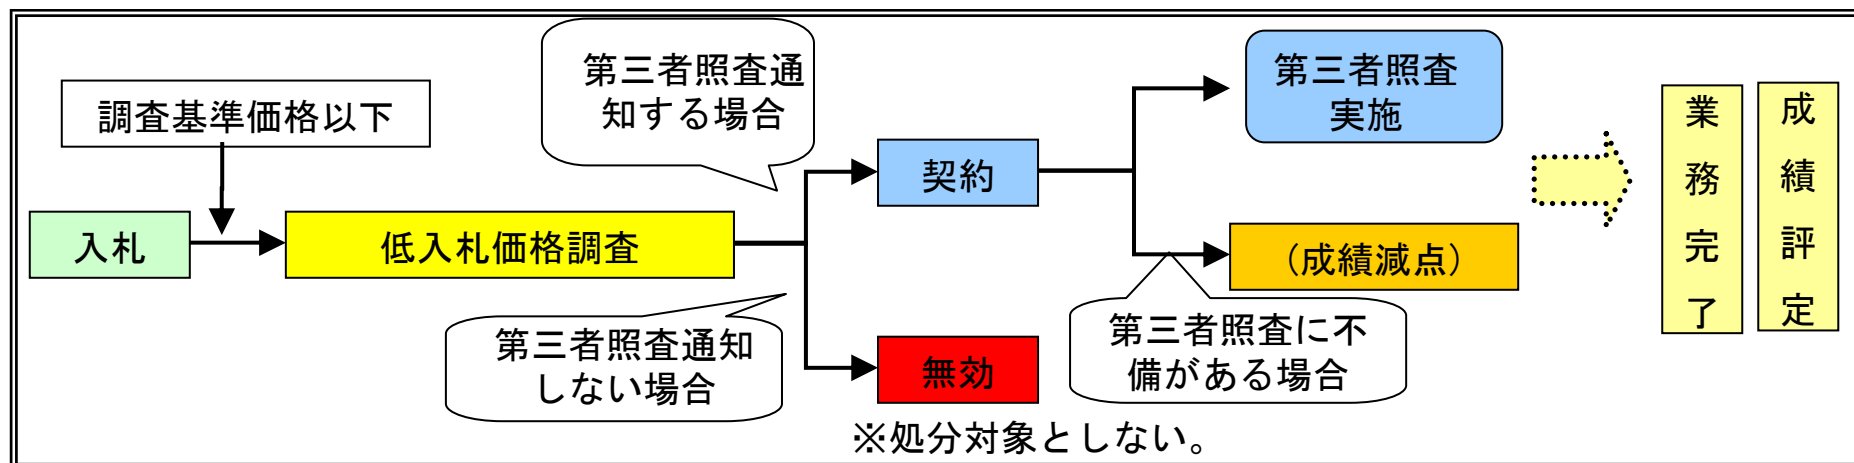 調査基準価格以下
入札
低入札価格調査
第三者照査通
知する場合
第三者照査通知
しない場合
契約
無効
※処分対象としない。
第三者照査
実施
(成績減点)
第三者照査に不
備がある場合
業務完了
成績評定